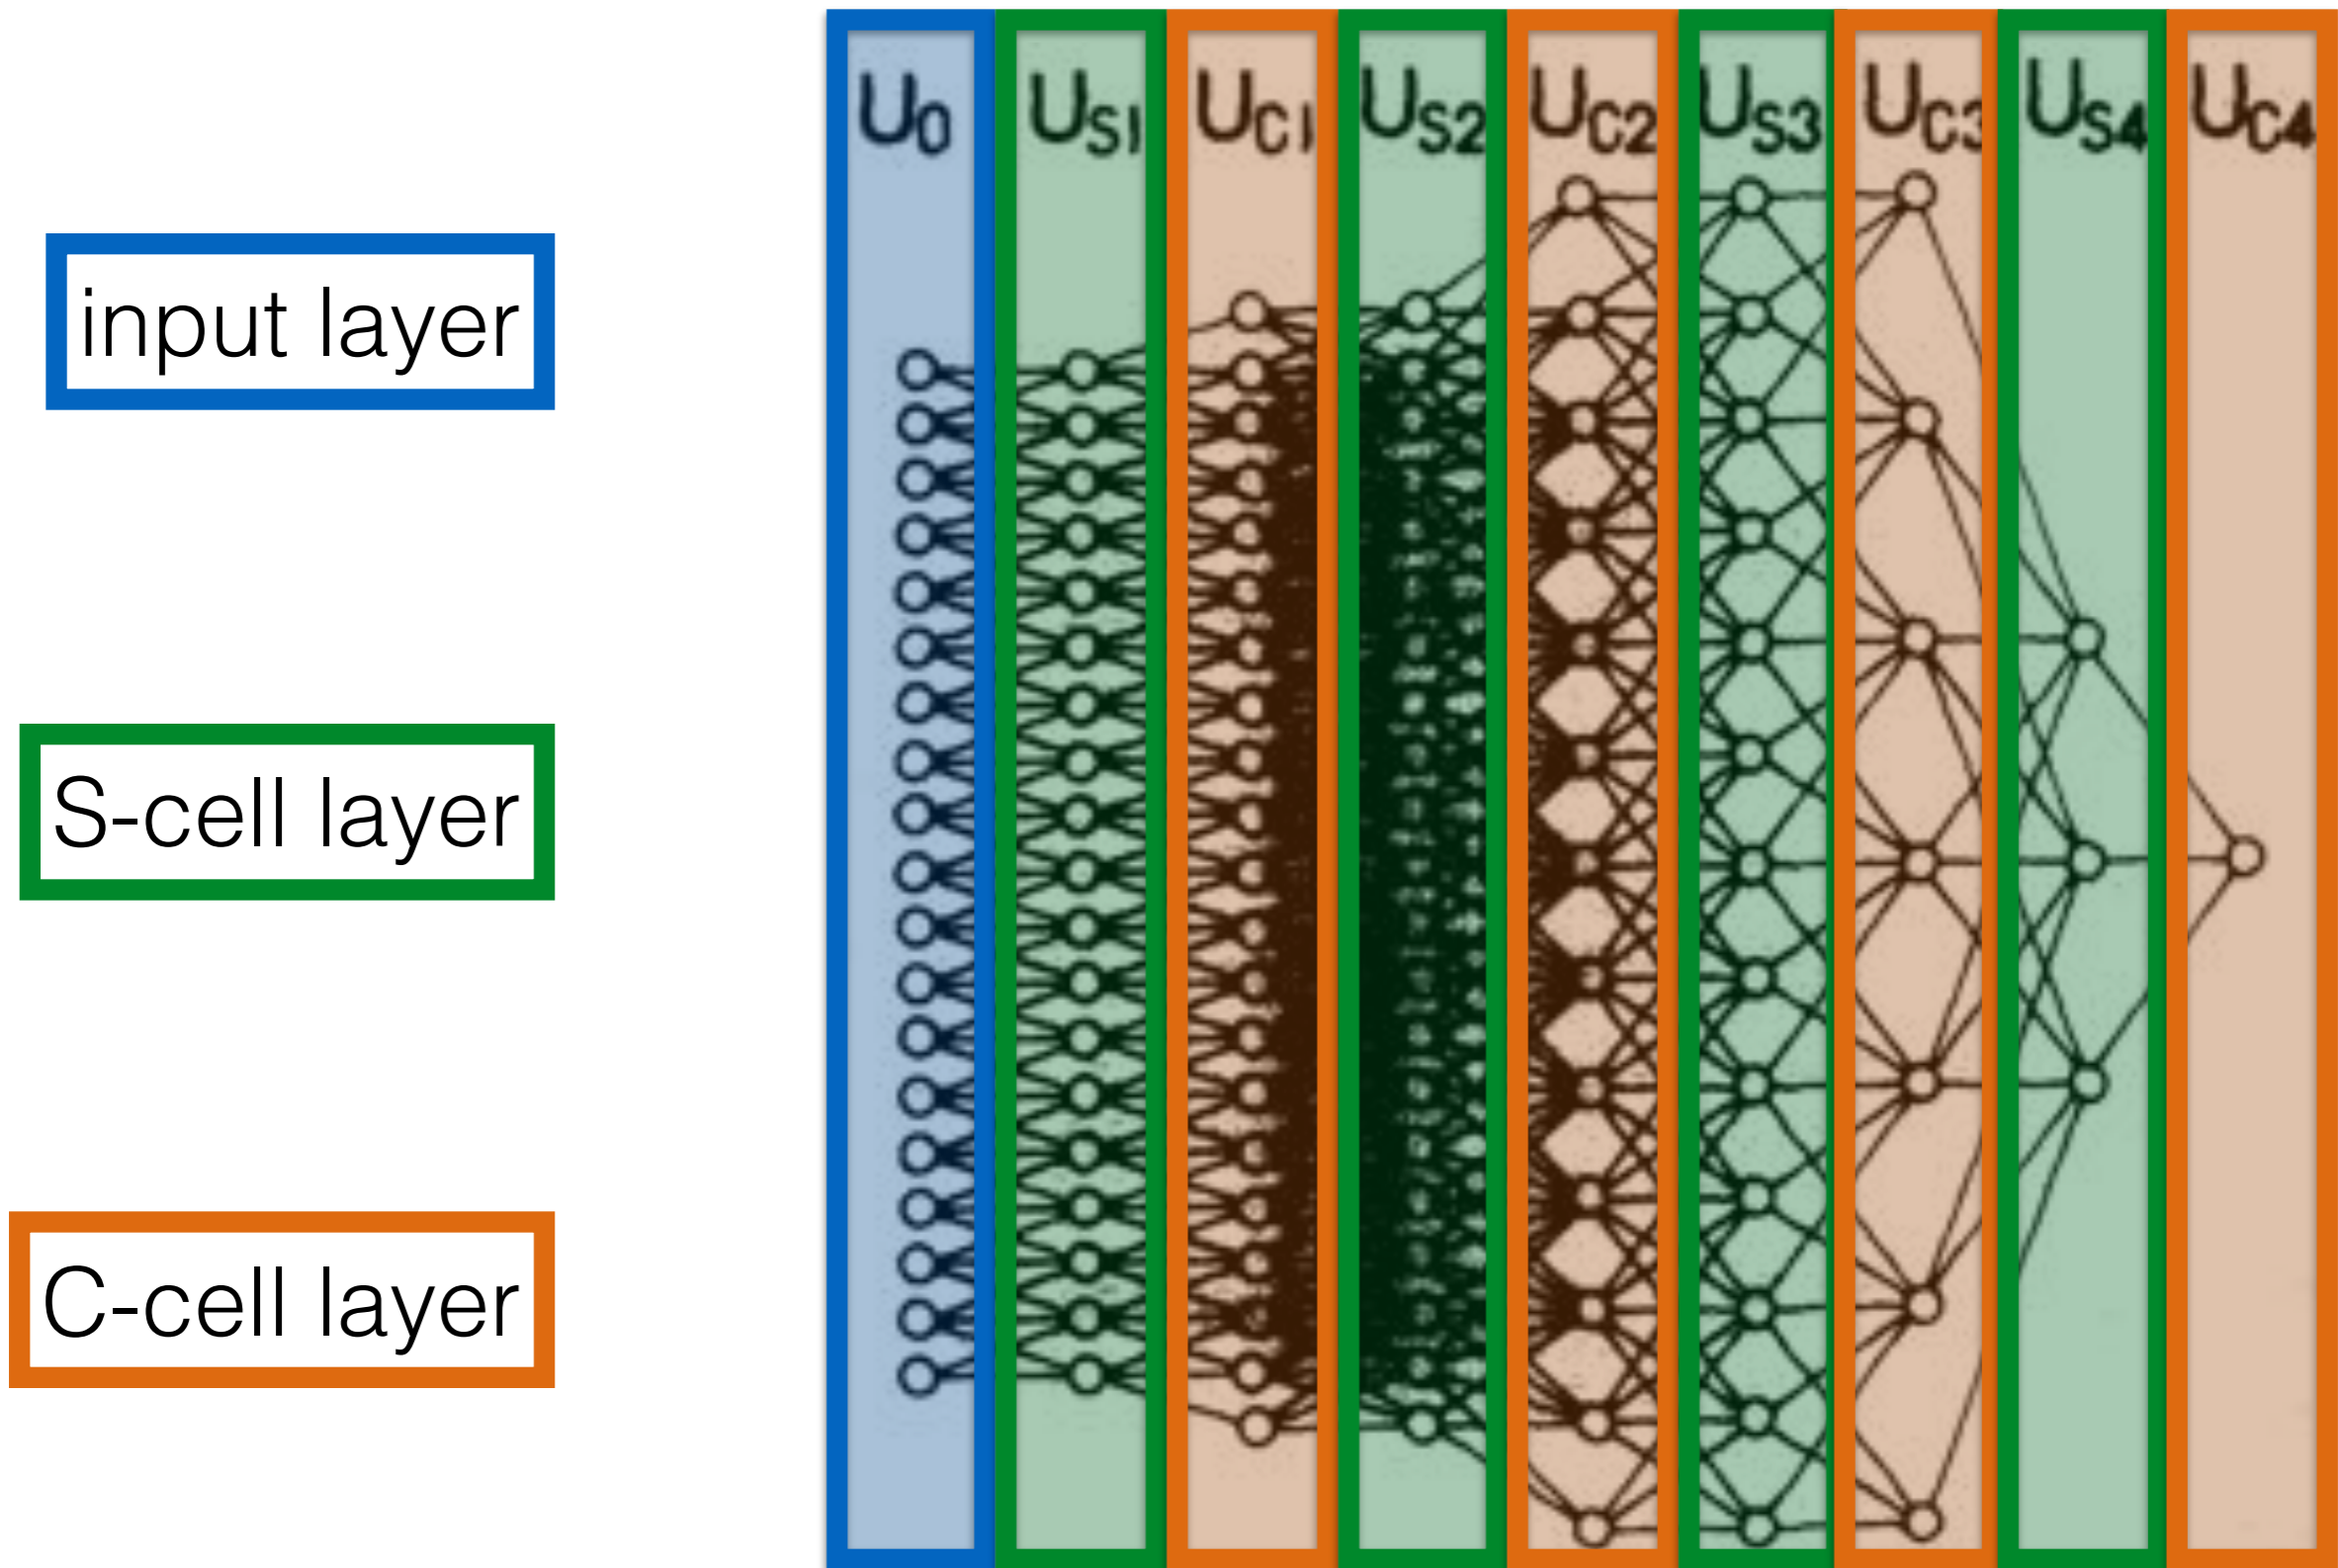 U0 US1 UC1 US2 UC2 US3 UC3 US4 UC4
input layer
S-cell layer
C-cell layer